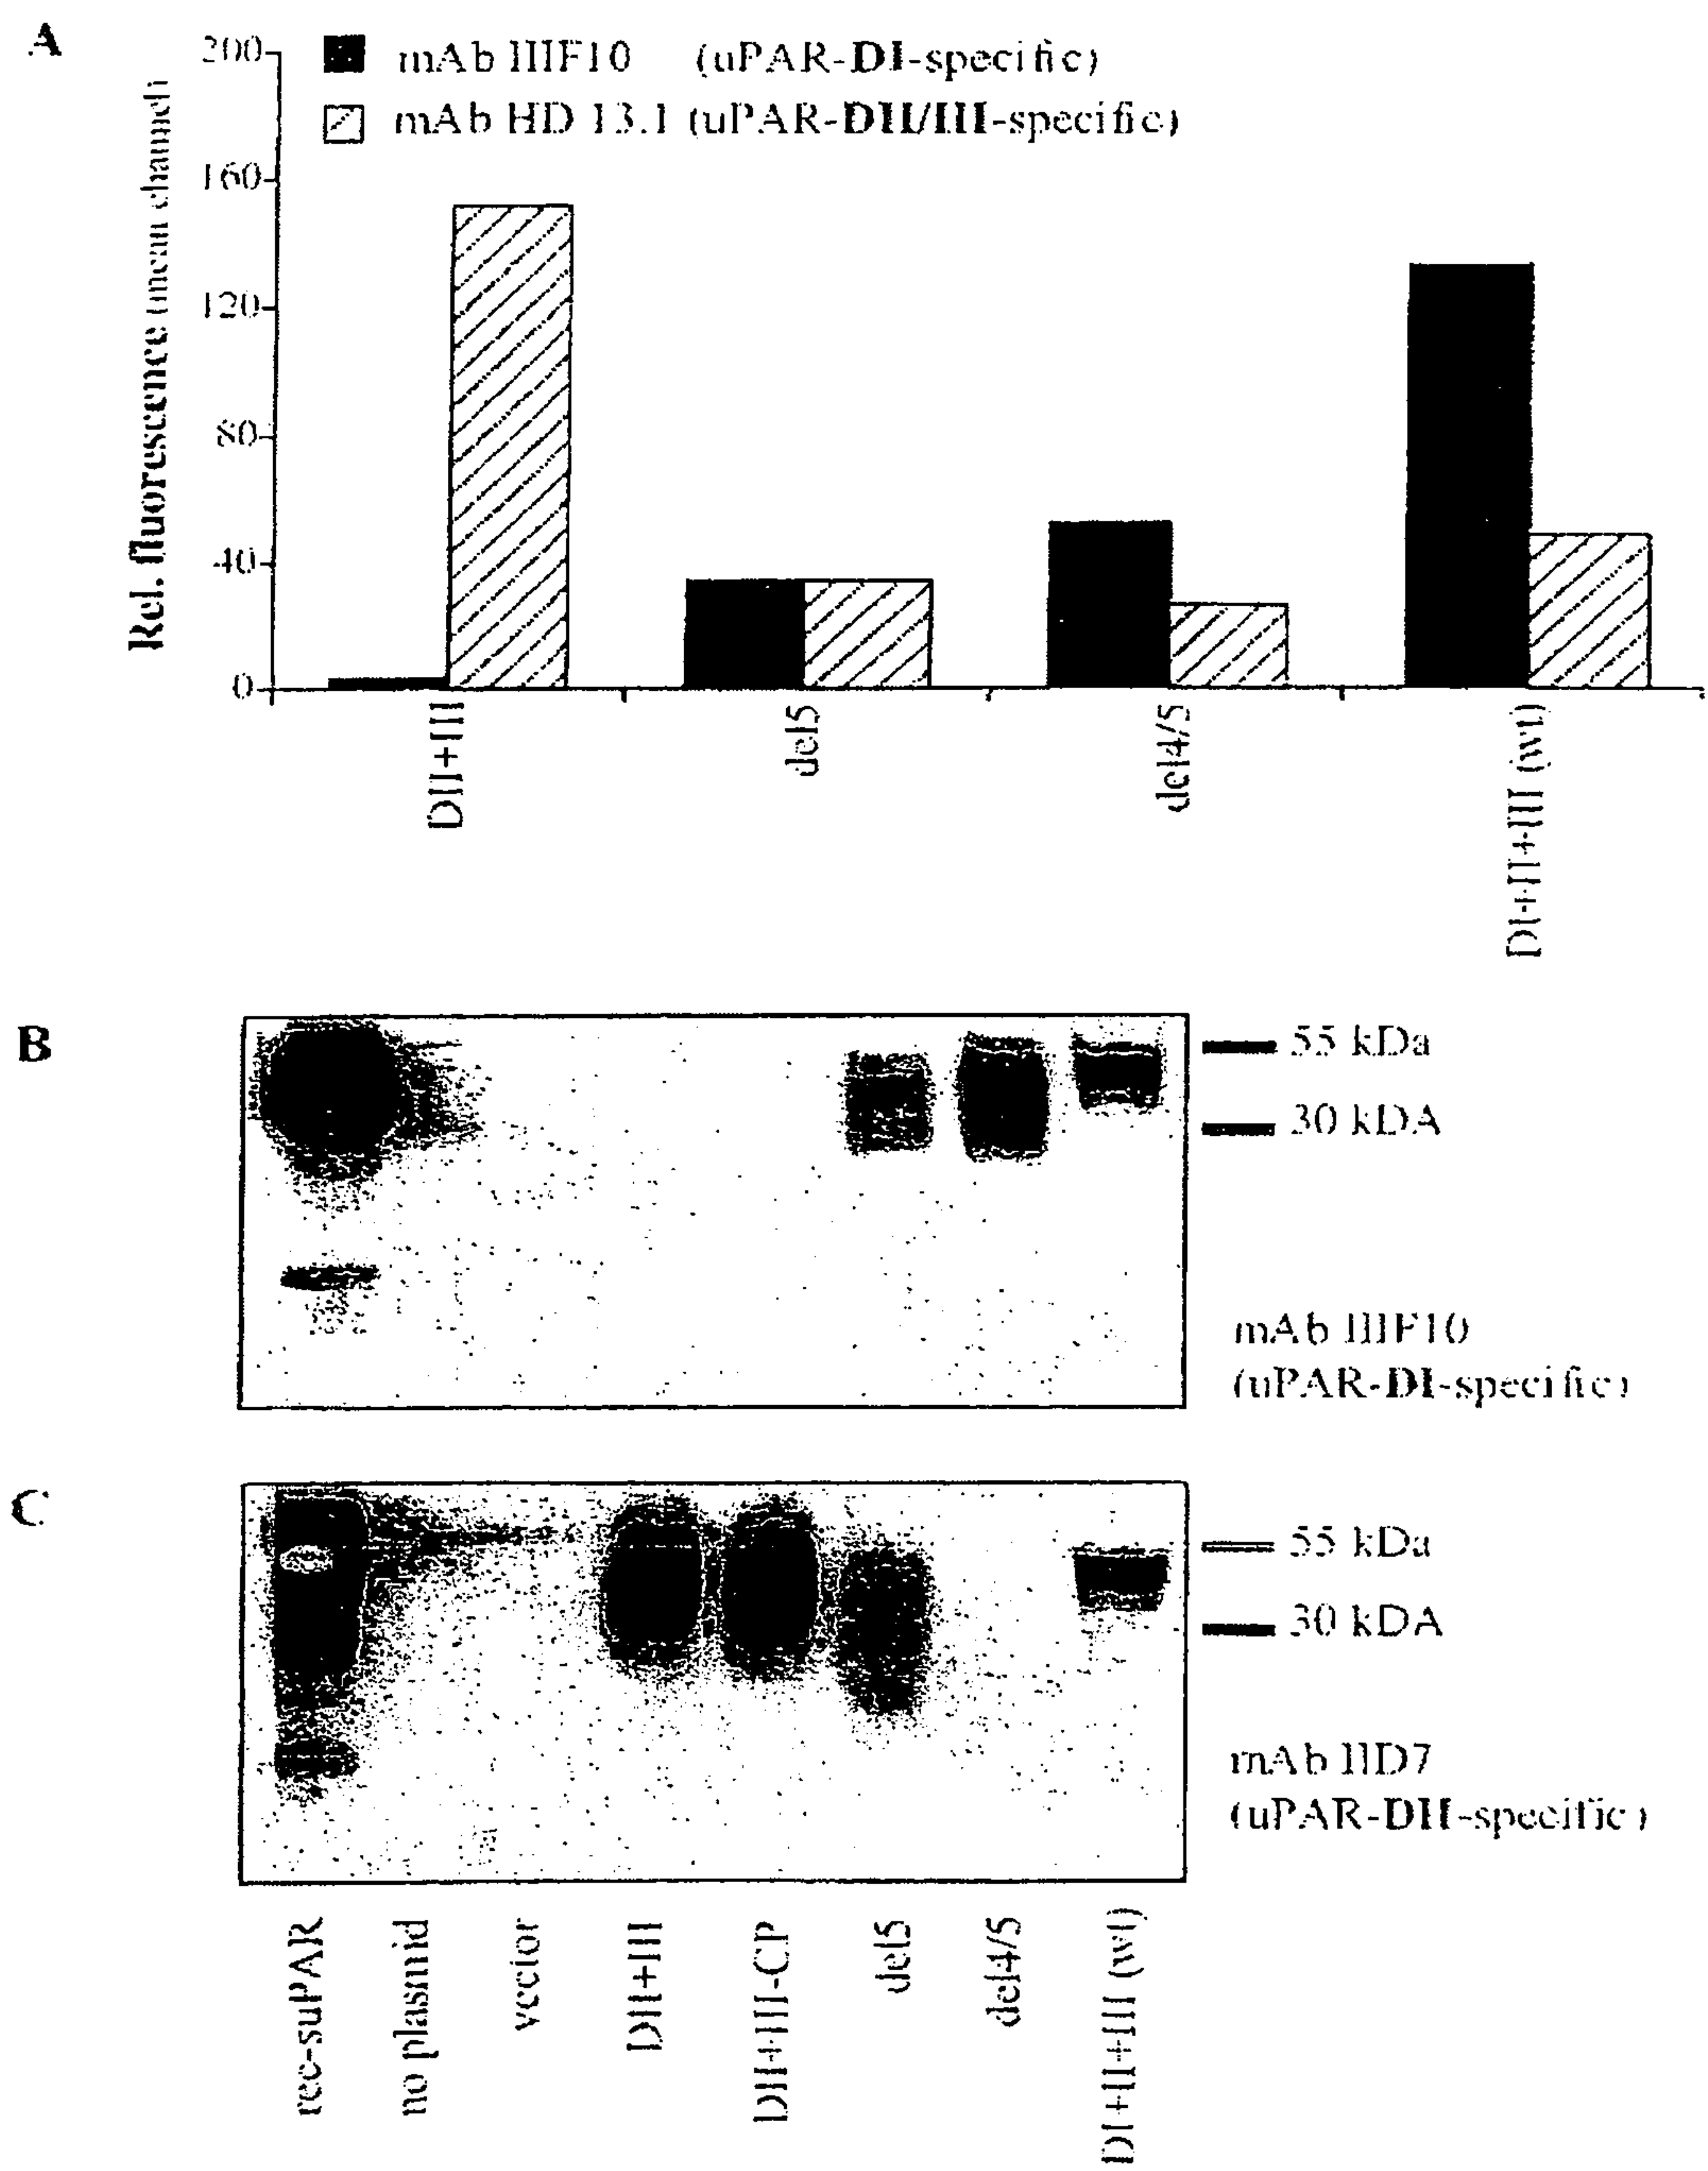 A
200
160
120
80
40
0
Rel. fluorescence (mean channel)
mAb IIIF10 (uPAR-DI-specific)
mAb HD 13.1 (uPAR-DII/III-specific)
DII+III
del5
del4/5
DI+II+III (wt)
B
55 kDa
30 kDA
mAb IIIF10
(uPAR-DI-specific)
C
55 kDa
30 kDA
mAb IID7
(uPAR-DII-specific)
rec-suPAR
no plasmid
vector
DII+III
DII+III-CP
del5
del4/5
DI+II+III (wt)